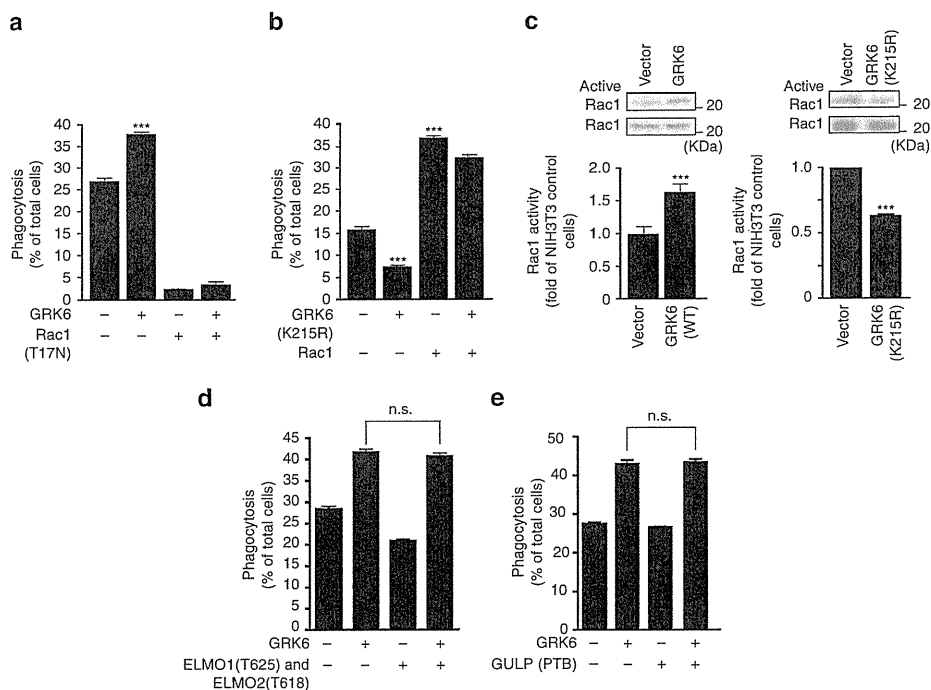 a
Phagocytosis
(% of total cells)
40
35
30
25
20
15
10
5
0
***
GRK6 – + – +
Rac1 – – + +
(T17N)
b
Phagocytosis
(% of total cells)
40
35
30
25
20
15
10
5
0
***
***
GRK6 – + – +
(K215R)
Rac1 – – + +
c
Vector
GRK6
Active
Rac1
20
Rac1
20
(KDa)
Rac1 activity
(fold of NIH3T3 control
cells)
2.0
1.5
1.0
0.5
0.0
***
Vector
GRK6
(WT)
Vector
GRK6
(K215R)
Active
Rac1
20
Rac1
20
(KDa)
Rac1 activity
(fold of NIH3T3 control
cells)
1.0
0.5
0
***
Vector
GRK6
(K215R)
d
n.s.
Phagocytosis
(% of total cells)
45
40
35
30
25
20
15
10
5
0
GRK6 – + – +
ELMO1(T625) and – – + +
ELMO2(T618)
e
n.s.
Phagocytosis
(% of total cells)
50
40
30
20
10
0
GRK6 – + – +
GULP (PTB) – – + +